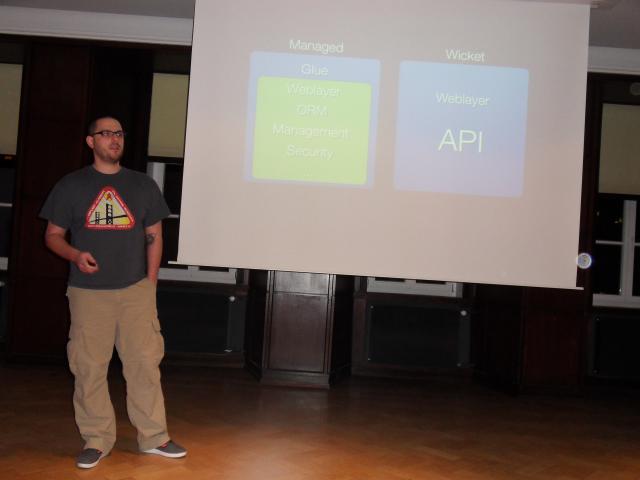 Managed
Glue
Weblayer
ORM
Management
Security
Wicket
Weblayer
API